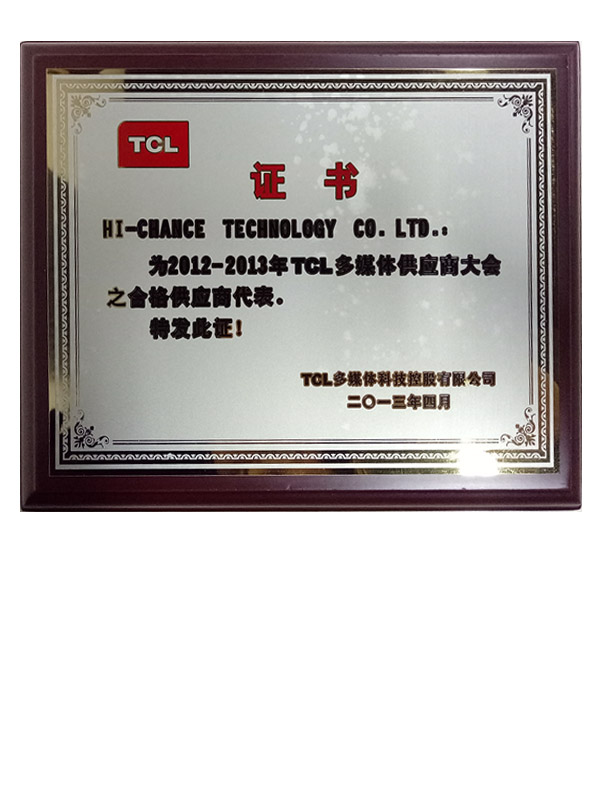 TCL
证 书
HI-CHANCE TECHNOLOGY CO.LTD.:
为2012-2013年TCL多媒体供应商大会
之合格供应商代表。
特发此证!
TCL多媒体科技控股有限公司
二〇一三年四月